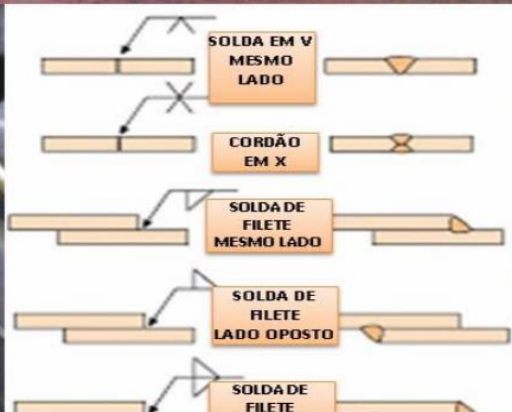 SOLDA EM V
MESMO
LADO
CORDÃO
EM X
SOLDA DE
FILETE
MESMO LADO
SOLDA DE
FILETE
LADO OPOSTO
SOLDA DE
FILETE